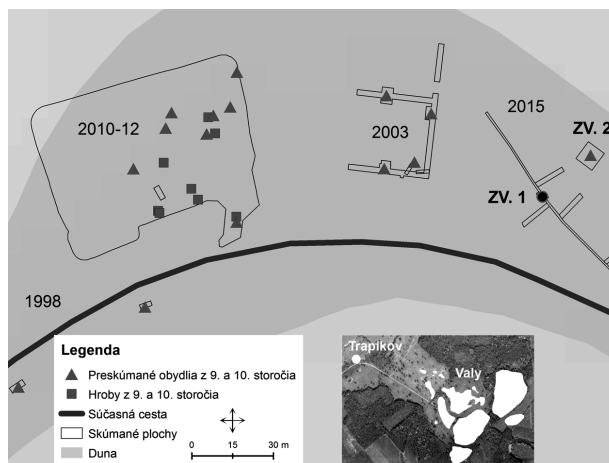 2010-12
2003
2015
ZV. 2
ZV. 1
1998
Legenda
Preskúmané obydlia z 9. a 10. storočia
Hroby z 9. a 10. storočia
Súčasná cesta
Skúmané plochy
Duna
0 15 30 m
Trapíkov
Valy